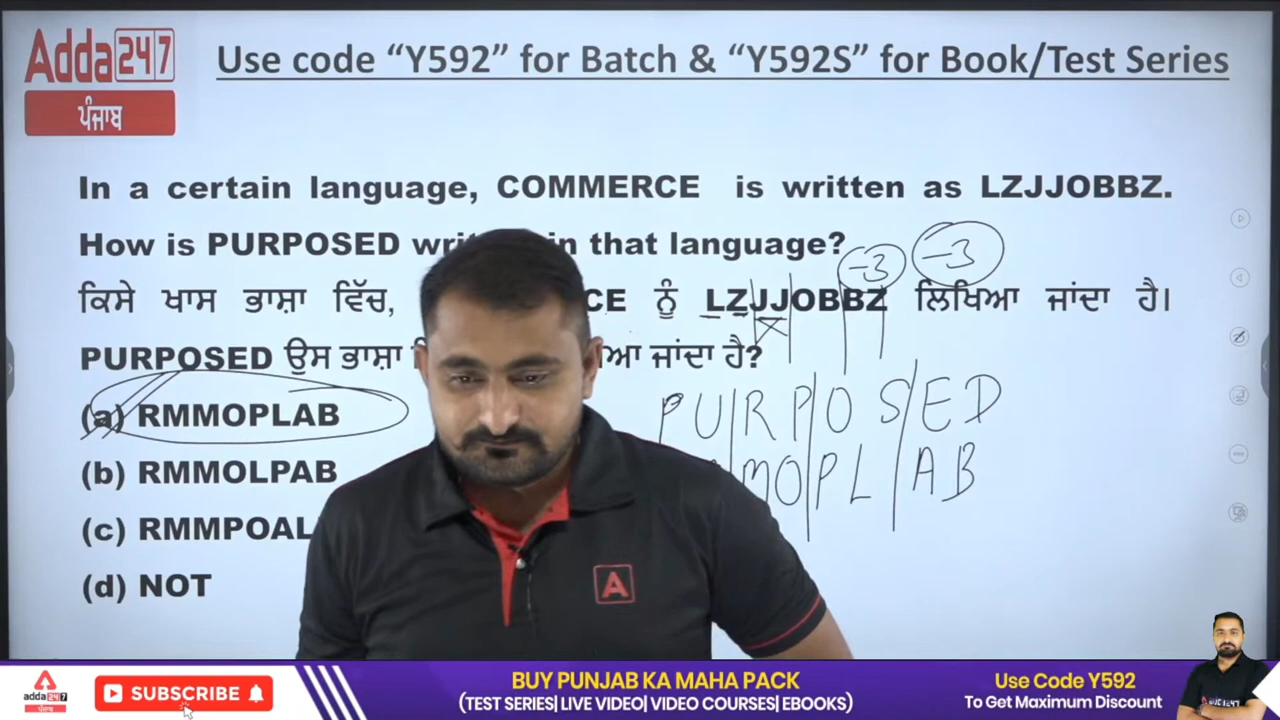 Adda247
ਪੰਜਾਬ
Use code “Y592” for Batch & “Y592S” for Book/Test Series
In a certain language, COMMERCE is written as LZJJOBBZ.
How is PURPOSED in that language?
-3 -3
ਕਿਸੇ ਖਾਸ ਭਾਸ਼ਾ ਵਿੱਚ, ਨੂੰ LZJJOBBZ ਲਿਖਿਆ ਜਾਂਦਾ ਹੈ।
PURPOSED ਉਸ ਭਾਸ਼ਾ ਜਾਂਦਾ ਹੈ?
(a) RMMOPLAB
(b) RMMOLPAB
(c) RMMPOAL
(d) NOT
PURPOSED
MOPLAB
A
adda247
ਪੰਜਾਬ
SUBSCRIBE
BUY PUNJAB KA MAHA PACK
(TEST SERIES| LIVE VIDEO| VIDEO COURSES| EBOOKS)
Use Code Y592
To Get Maximum Discount